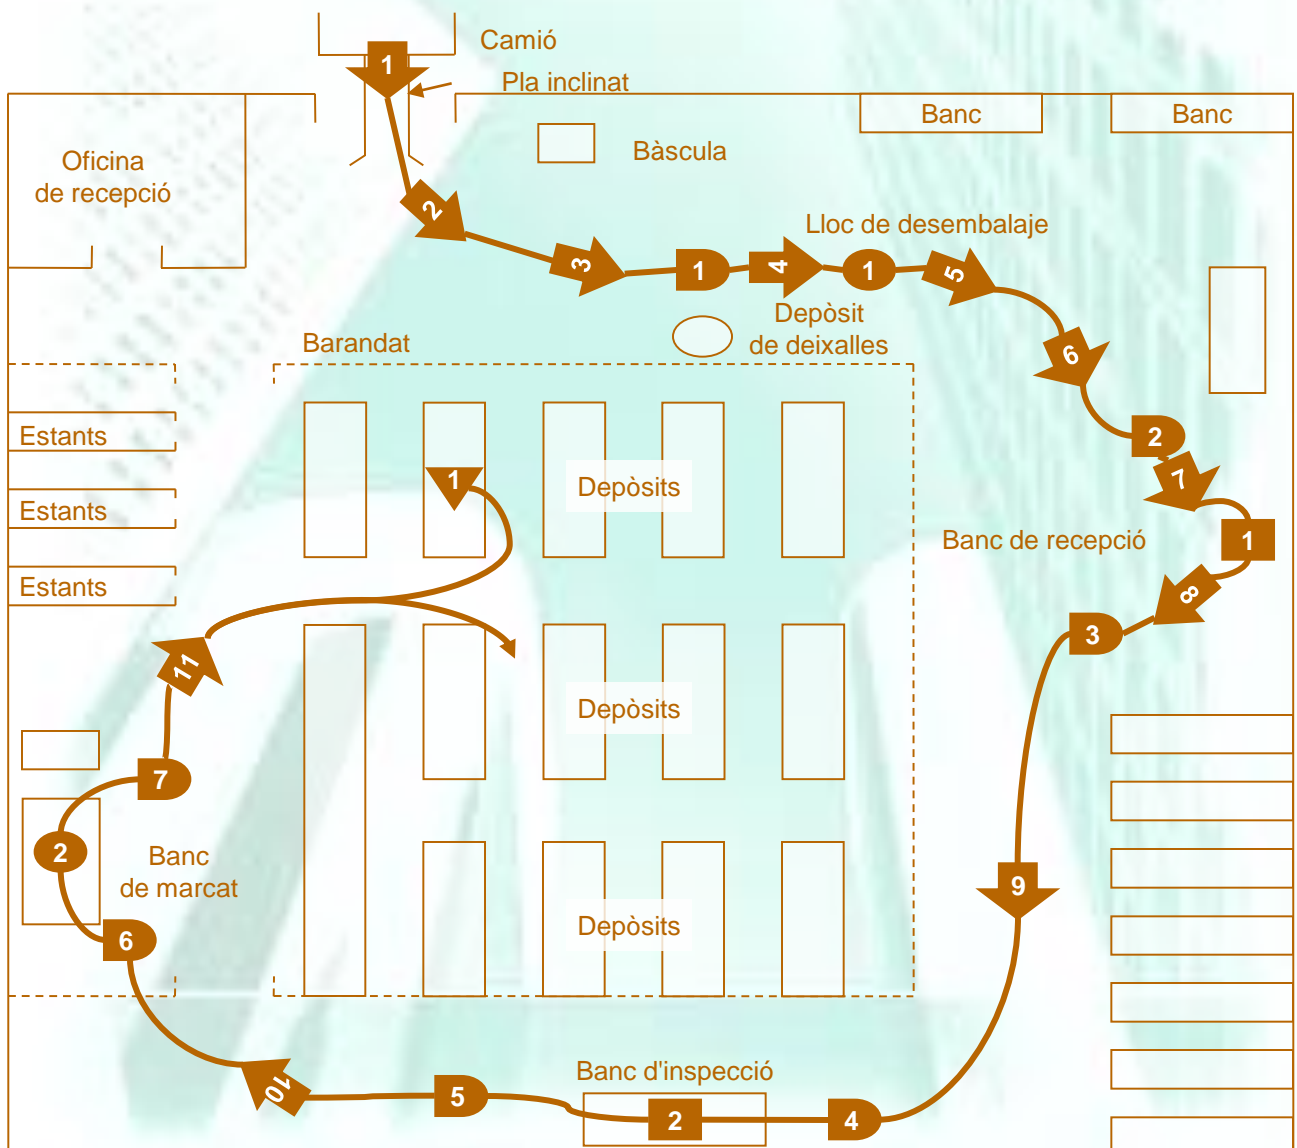 Camió
1
Pla inclinat
Banc
Banc
Oficina
de recepció
Bàscula
2
Lloc de desembalaje
3
1
4
1
5
Depòsit
de deixalles
Barandat
6
Estants
2
1
Depòsits
7
Estants
Banc de recepció
1
Estants
8
3
11
Depòsits
7
2
Banc
de marcat
9
6
Depòsits
Banc d'inspecció
10
5
2
4